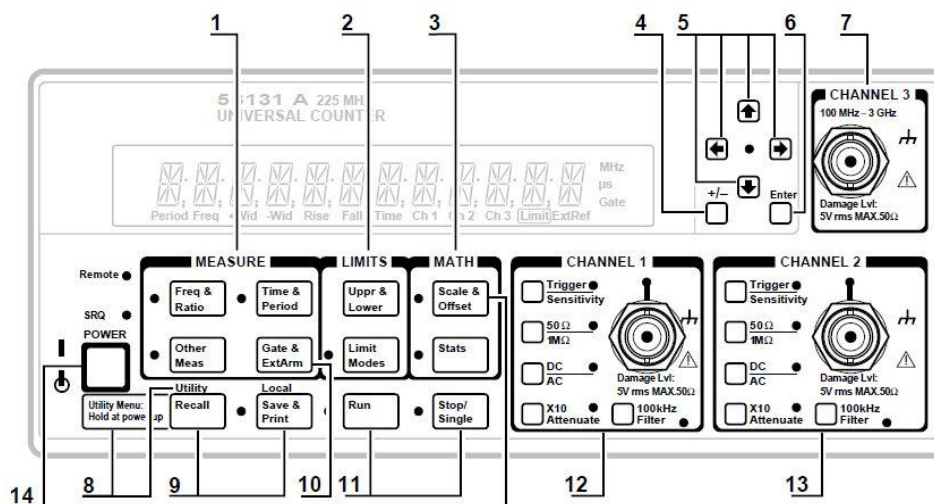 1 2 3 4 5 6 7
53131 A 225 MH
UNIVERSAL COUNTER
MHz
µs
Gate
Period Freq +Wid -Wid Rise Fall Time Ch 1 Ch 2 Ch 3 Limit ExtRef
+/–
Enter
CHANNEL 3
100 MHz – 3 GHz
Damage Lvl:
5V rms MAX.50Ω
Remote
SRQ
POWER
MEASURE
Freq &
Ratio
Time &
Period
Other
Meas
Gate &
ExtArm
LIMITS
Uppr &
Lower
Limit
Modes
MATH
Scale &
Offset
Stats
Utility Menu:
Hold at power up
Utility
Recall
Local
Save &
Print
Run
Stop/
Single
CHANNEL 1
Trigger
Sensitivity
50Ω
1MΩ
DC
AC
X10
Attenuate
100kHz
Filter
Damage Lvl:
5V rms MAX.50Ω
CHANNEL 2
Trigger
Sensitivity
50Ω
1MΩ
DC
AC
X10
Attenuate
100kHz
Filter
Damage Lvl:
5V rms MAX.50Ω
14 8 9 10 11 12 13